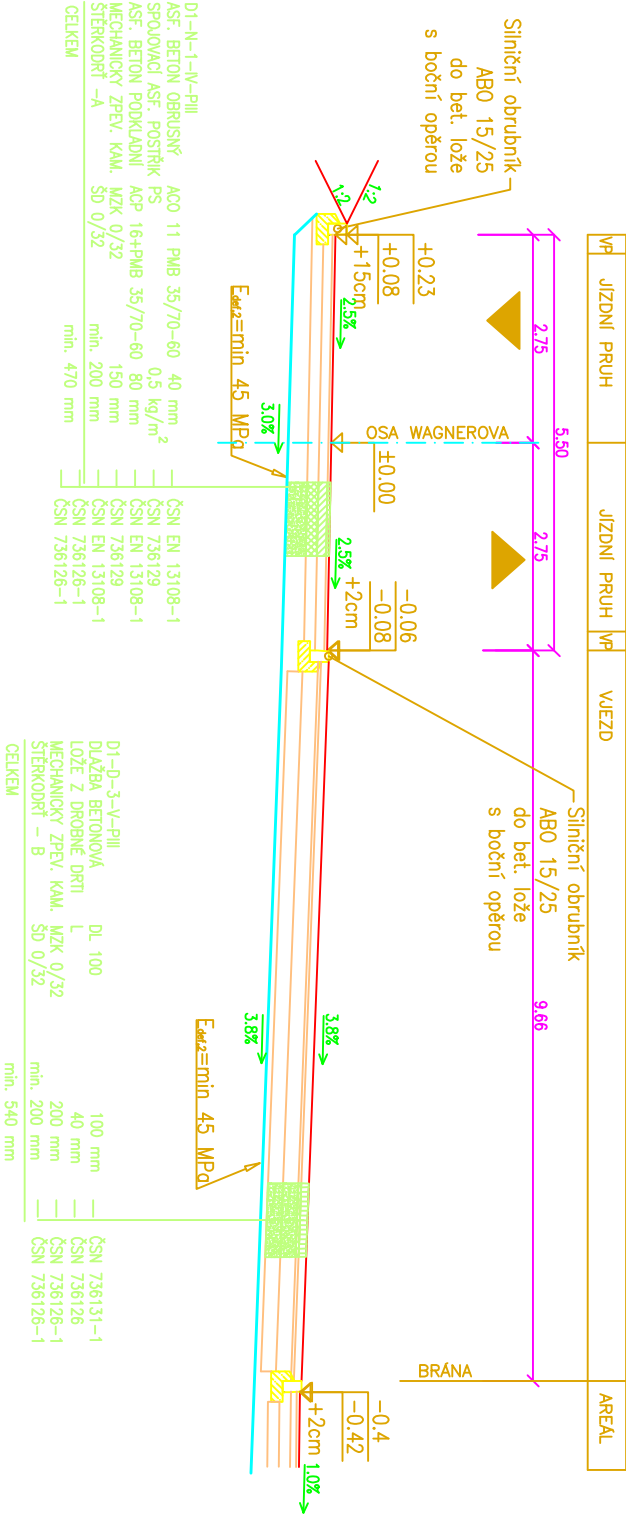 VP
JÍZDNÍ PRUH
JÍZDNÍ PRUH
VP
VJEZD
AREÁL
5.50
2.75
2.75
9.66
Silniční obrubník
ABO 15/25
do bet. lože
s boční opěrou
Silniční obrubník
ABO 15/25
do bet. lože
s boční opěrou
OSA WAGNEROVA
BRÁNA
1:2
1:2
+0.23
+0.08
+15cm
±0.00
-0.06
-0.08
+2cm
-0.4
-0.42
+2cm
2.5%
2.5%
3.0%
3.8%
3.8%
1.0%
Edef,2=min 45 MPa
Edef,2=min 45 MPa
D1-N-1-IV-PIII
ASF. BETON OBRUSNÝ ACO 11 PMB 35/70-60 40 mm — ČSN EN 13108-1
SPOJOVACÍ ASF. POSTŘIK PS 0,5 kg/m² — ČSN 736129
ASF. BETON PODKLADNÍ ACP 16+PMB 35/70-60 80 mm — ČSN EN 13108-1
MECHANICKY ZPEV. KAM. MZK 0/32 150 mm — ČSN 736129
ŠTĚRKODRŤ -A ŠD 0/32 min. 200 mm — ČSN EN 13108-1
— ČSN 736126-1
CELKEM min. 470 mm — ČSN 736126-1
D1-D-3-V-PIII
DLAŽBA BETONOVÁ DL 100 100 mm — ČSN 736131-1
LOŽE Z DROBNÉ DRTI L 40 mm — ČSN 736126
MECHANICKY ZPEV. KAM. MZK 0/32 200 mm — ČSN 736126-1
ŠTĚRKODRŤ - B ŠD 0/32 min. 200 mm — ČSN 736126-1
CELKEM min. 540 mm